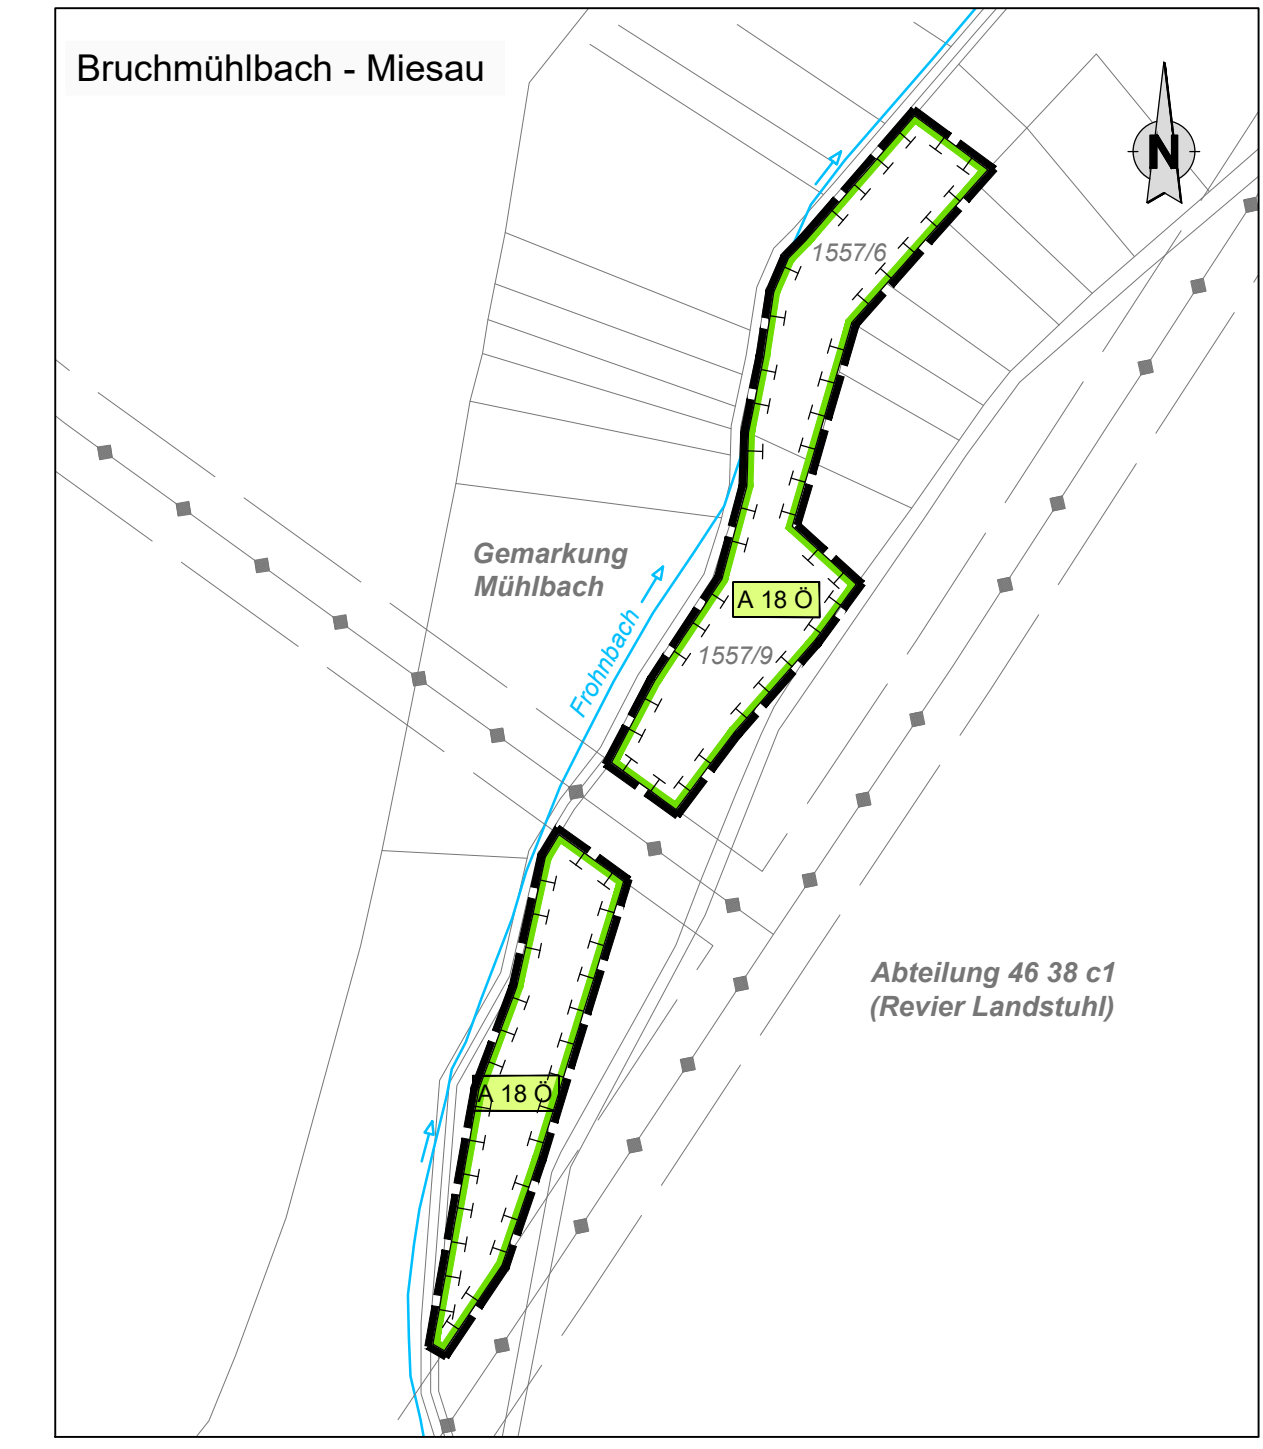 Bruchmühlbach - Miesau
N
1557/6
Gemarkung
Mühlbach
A 18 Ö
Frohnbach
1557/9
Abteilung 46 38 c1
(Revier Landstuhl)
A 18 Ö